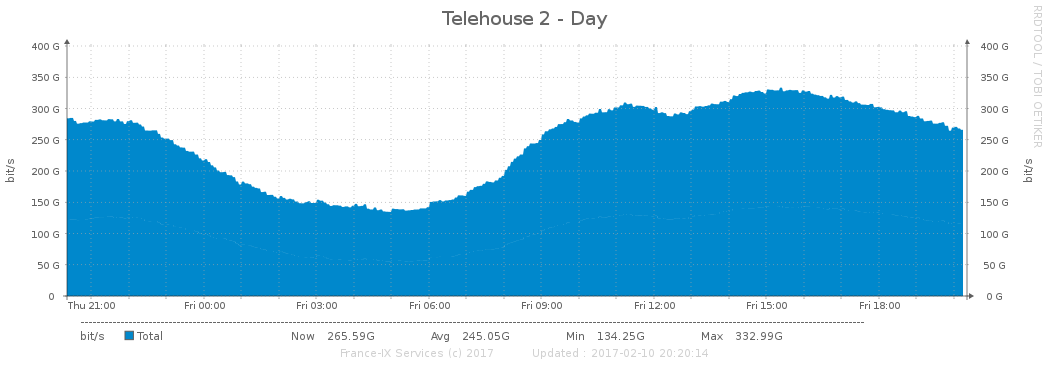 Telehouse 2 - Day
RRDTOOL / TOBI OETIKER
400 G 400 G
350 G 350 G
300 G 300 G
250 G 250 G
200 G 200 G
150 G 150 G
100 G 100 G
50 G 50 G
0 0 G
bit/s
bit/s
Thu 21:00 Fri 00:00 Fri 03:00 Fri 06:00 Fri 09:00 Fri 12:00 Fri 15:00 Fri 18:00
bit/s Total Now 265.59G Avg 245.05G Min 134.25G Max 332.99G
France-IX Services (c) 2017 Updated : 2017-02-10 20:20:14